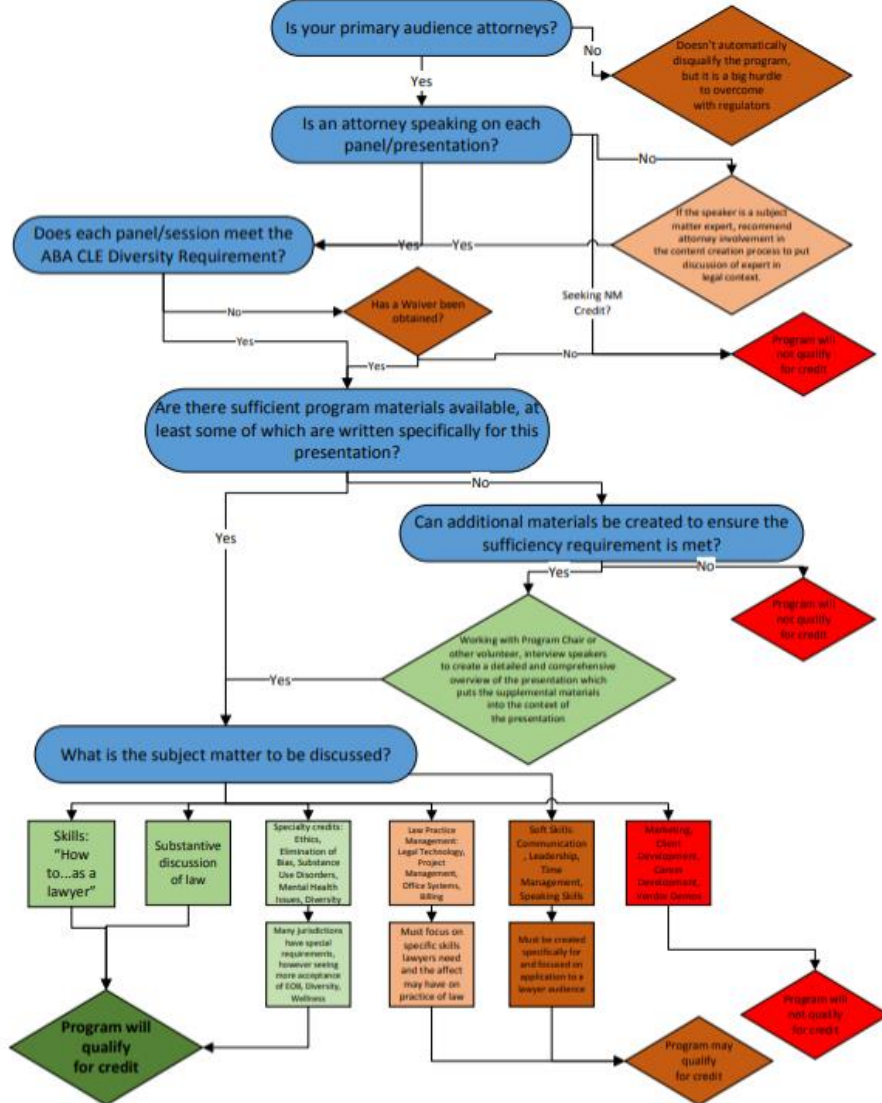 Is your primary audience attorneys?
No
Doesn't automatically
disqualify the program,
but it is a big hurdle
to overcome
with regulators
Yes
Is an attorney speaking on each
panel/presentation?
No
If the speaker is a subject
matter expert, recommend
attorney involvement in
the content creation process to put
discussion of expert in
legal context.
Does each panel/session meet the
ABA CLE Diversity Requirement?
Yes
Yes
Seeking NM
Credit?
No
Has a Waiver been
obtained?
Yes
Yes
No
Program will
not qualify
for credit
Are there sufficient program materials available, at
least some of which are written specifically for this
presentation?
No
Yes
Can additional materials be created to ensure the
sufficiency requirement is met?
Yes
No
Program will
not qualify
for credit
Working with Program Chair or
other volunteer, interview speakers
to create a detailed and comprehensive
overview of the presentation which
puts the supplemental materials
into the context of
the presentation
Yes
What is the subject matter to be discussed?
Skills:
"How
to...as a
lawyer"
Substantive
discussion
of law
Specialty credits:
Ethics,
Elimination of
Bias, Substance
Use Disorders,
Mental Health
Issues, Diversity
Law Practice
Management:
Legal Technology,
Project
Management,
Office Systems,
Billing
Soft Skills:
Communication
, Leadership,
Time
Management,
Speaking Skills
Marketing,
Client
Development,
Career
Development,
Vendor Demos
Many jurisdictions
have special
requirements,
however seeing
more acceptance
of EOB, Diversity,
Wellness
Must focus on
specific skills
lawyers need
and the affect
may have on
practice of law
Must be created
specifically for
and focused on
application to a
lawyer audience
Program will
qualify
for credit
Program may
qualify
for credit
Program will
not qualify
for credit